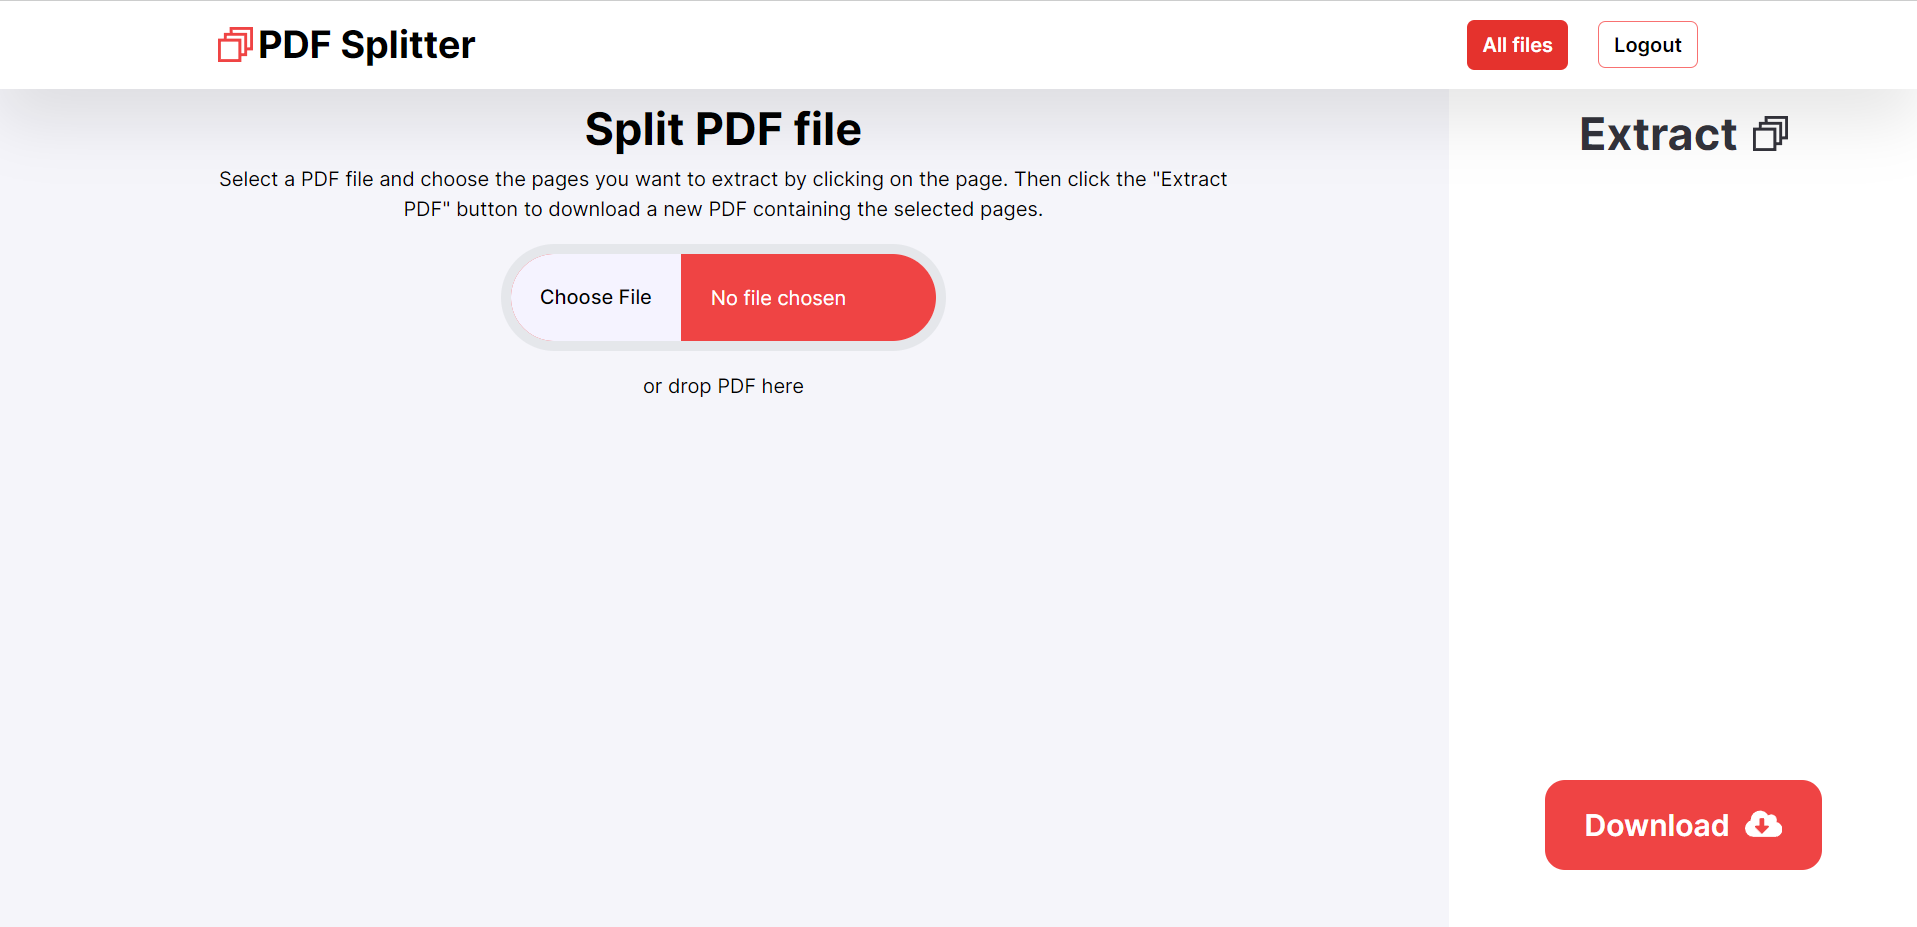 PDF Splitter
All files
Logout
Split PDF file
Select a PDF file and choose the pages you want to extract by clicking on the page. Then click the "Extract
PDF" button to download a new PDF containing the selected pages.
Choose File
No file chosen
or drop PDF here
Extract
Download